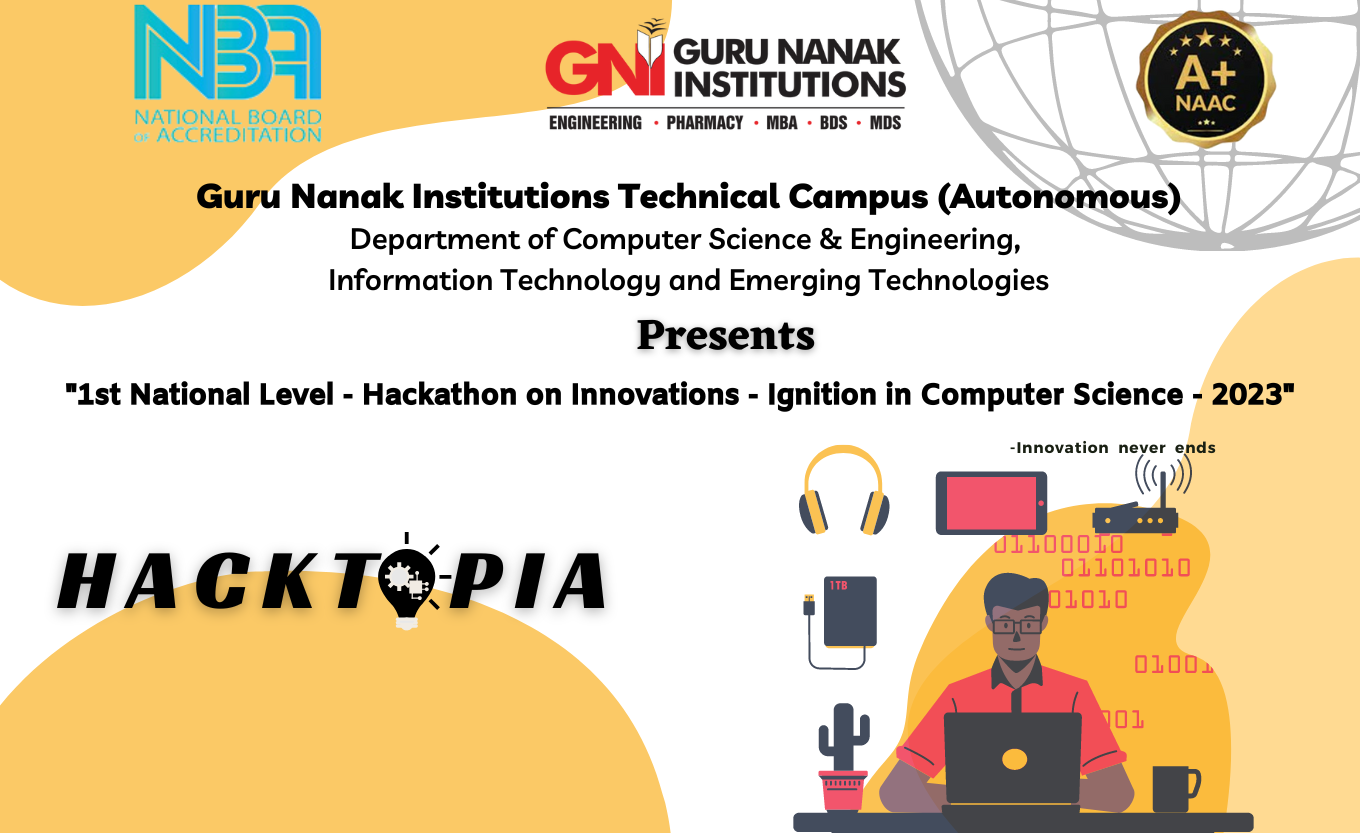 NBA
NATIONAL BOARD
OF ACCREDITATION
GNI GURU NANAK
INSTITUTIONS
ENGINEERING • PHARMACY • MBA • BDS • MDS
A+
NAAC
Guru Nanak Institutions Technical Campus (Autonomous)
Department of Computer Science & Engineering,
Information Technology and Emerging Technologies
Presents
"1st National Level - Hackathon on Innovations - Ignition in Computer Science - 2023"
-Innovation never ends
HACKTOPIA
01100010
01101010
01010
1TB
01001
001